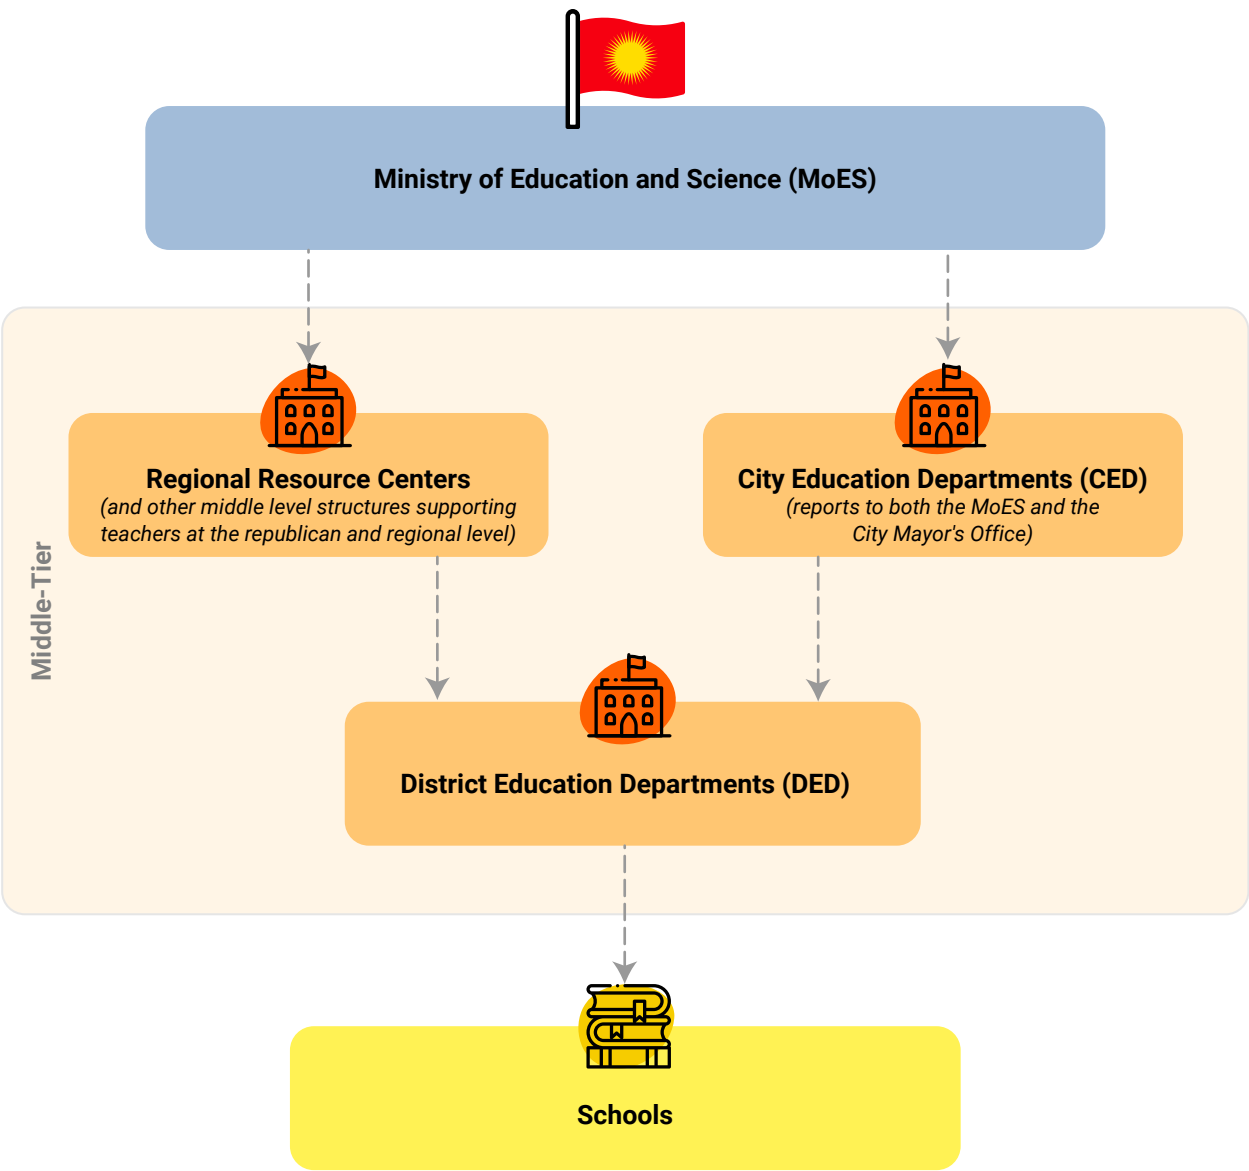 Ministry of Education and Science (MoES)
Regional Resource Centers
(and other middle level structures supporting
teachers at the republican and regional level)
City Education Departments (CED)
(reports to both the MoES and the
City Mayor's Office)
Middle-Tier
District Education Departments (DED)
Schools